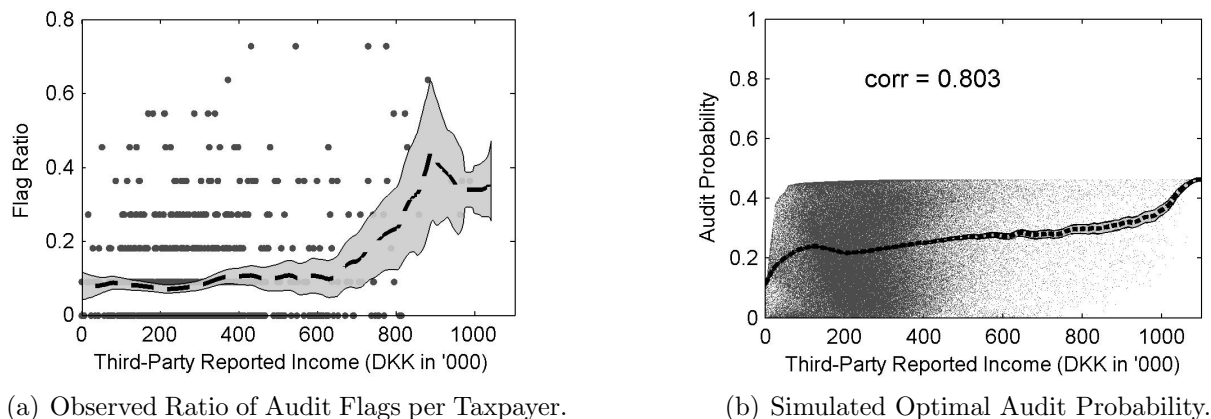 0.8
0.6
0.4
0.2
0
Flag Ratio
0 200 400 600 800 1000
Third-Party Reported Income (DKK in '000)
(a) Observed Ratio of Audit Flags per Taxpayer.
1
0.8
0.6
0.4
0.2
0
Audit Probability
corr = 0.803
0 200 400 600 800 1000
Third-Party Reported Income (DKK in '000)
(b) Simulated Optimal Audit Probability.